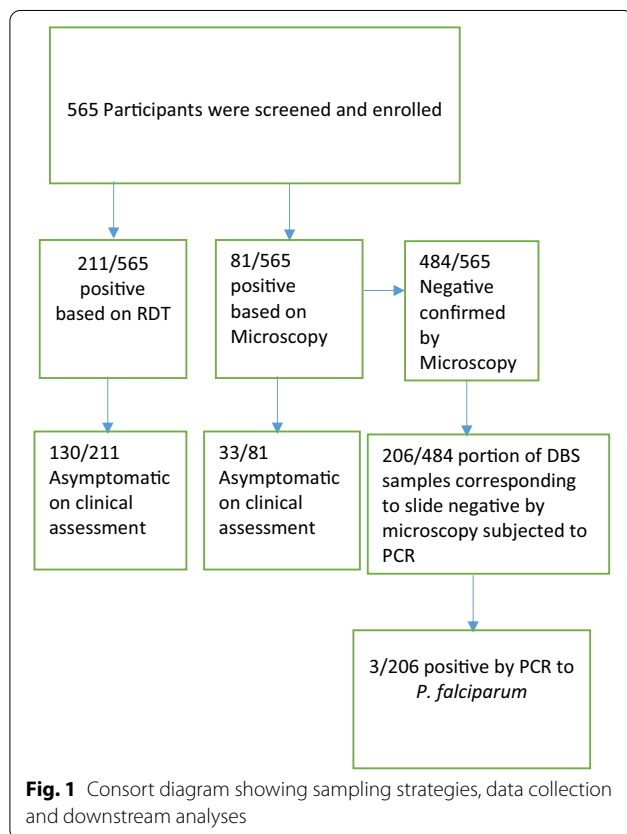 565 Participants were screened and enrolled
211/565
positive
based on RDT
81/565
positive
based on
Microscopy
484/565
Negative
confirmed
by
Microscopy
130/211
Asymptomatic
on clinical
assessment
33/81
Asymptomatic
on clinical
assessment
206/484 portion of DBS
samples corresponding
to slide negative by
microscopy subjected to
PCR
3/206 positive by PCR to
P. falciparum
Fig. 1 Consort diagram showing sampling strategies, data collection
and downstream analyses